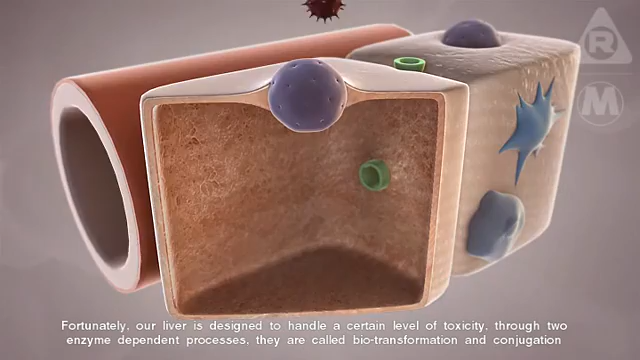 R
M
Fortunately, our liver is designed to handle a certain level of toxicity, through two
enzyme dependent processes, they are called bio-transformation and conjugation